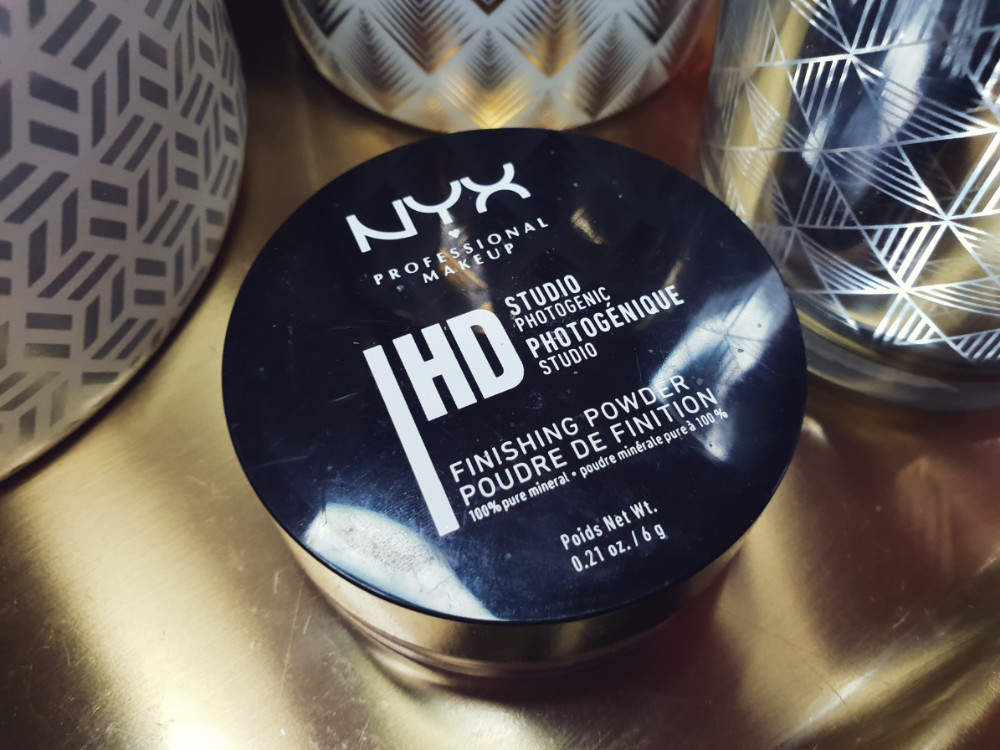 NYX
PROFESSIONAL
MAKEUP
HD
STUDIO
PHOTOGENIC
PHOTOGÉNIQUE
STUDIO
FINISHING POWDER
POUDRE DE FINITION
100% pure mineral • poudre minérale pure à 100 %
Poids Net Wt.
0.21 oz. / 6 g